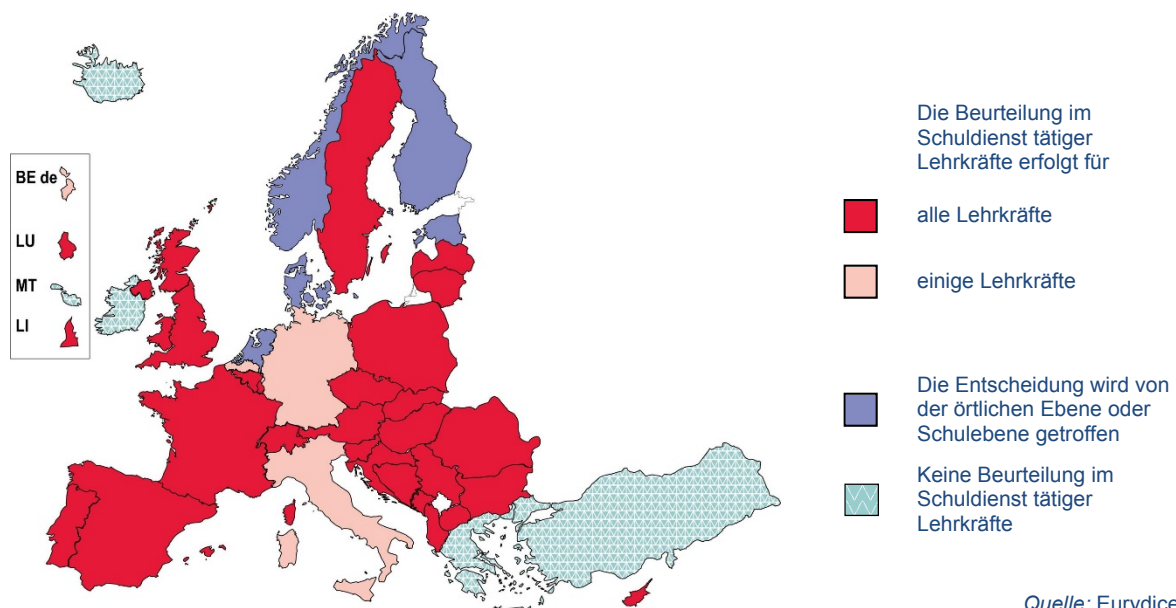 BE de
LU
MT
LI
Die Beurteilung im
Schuldienst tätiger
Lehrkräfte erfolgt für
alle Lehrkräfte
einige Lehrkräfte
Die Entscheidung wird von
der örtlichen Ebene oder
Schulebene getroffen
Keine Beurteilung im
Schuldienst tätiger
Lehrkräfte
Quelle: Eurydice